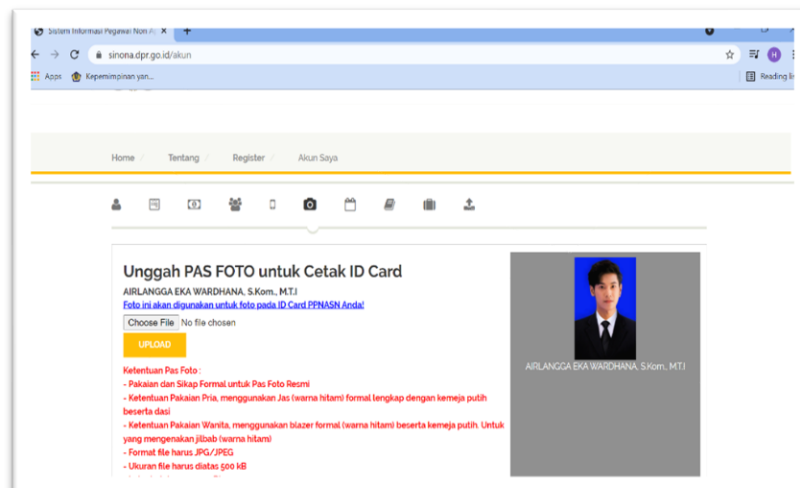 Sistem Informasi Pegawai Non A
sinona.dpr.go.id/akun
H
Apps
Kepemimpinan yan...
Reading li
Home / Tentang / Register / Akun Saya
Unggah PAS FOTO untuk Cetak ID Card
AIRLANGGA EKA WARDHANA, S.Kom., M.T.I
Foto ini akan digunakan untuk foto pada ID Card PPNASN Anda!
Choose File No file chosen
UPLOAD
Ketentuan Pas Foto :
- Pakaian dan Sikap Formal untuk Pas Foto Resmi
- Ketentuan Pakaian Pria, menggunakan Jas (warna hitam) formal lengkap dengan kemeja putih
beserta dasi
- Ketentuan Pakaian Wanita, menggunakan blazer formal (warna hitam) beserta kemeja putih. Untuk
yang mengenakan jilbab (warna hitam)
- Format file harus JPG/JPEG
- Ukuran file harus diatas 500 kB
AIRLANGGA EKA WARDHANA, S.Kom., MT.I